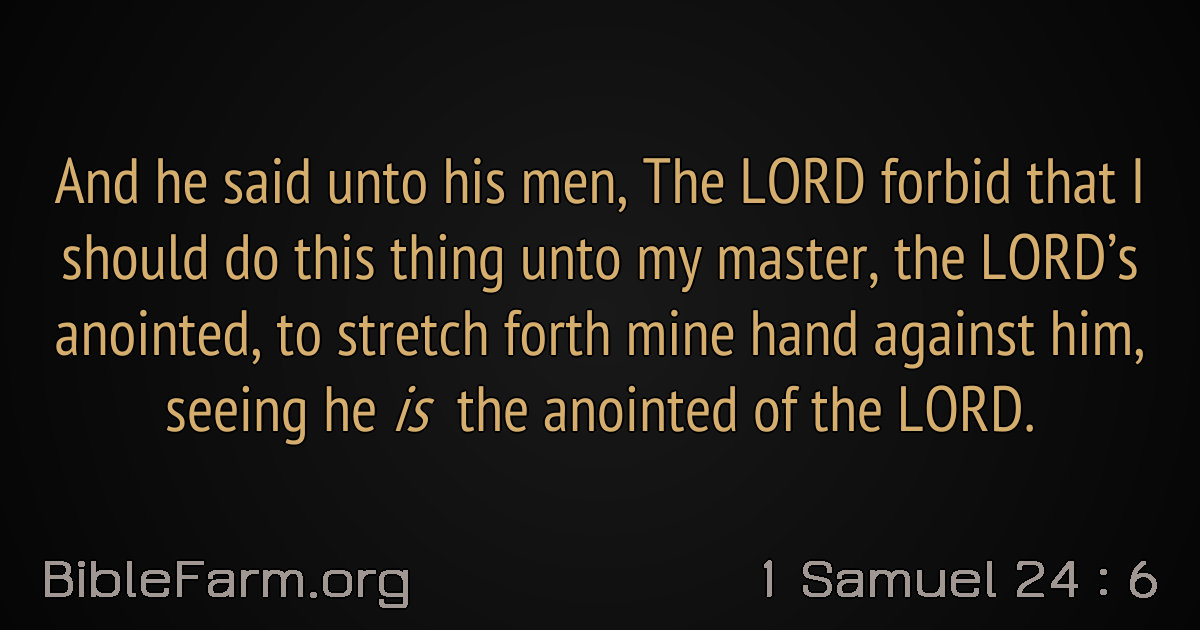 And he said unto his men, The LORD forbid that I
should do this thing unto my master, the LORD’s
anointed, to stretch forth mine hand against him,
seeing he is the anointed of the LORD.
BibleFarm.org
1 Samuel 24 : 6